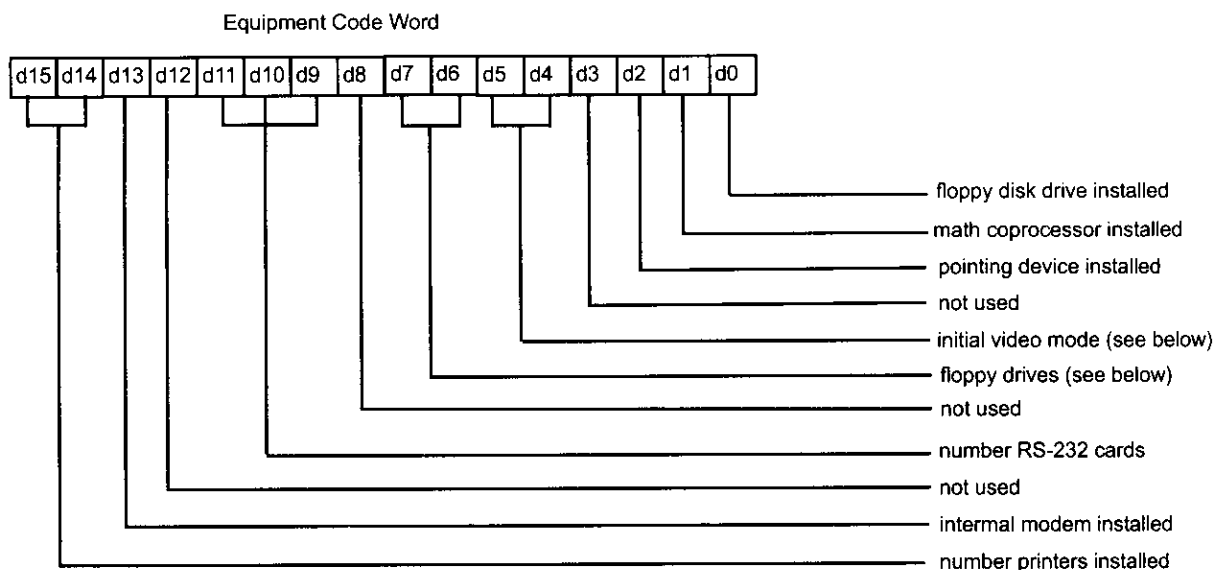 Equipment Code Word
d15 d14 d13 d12 d11 d10 d9 d8 d7 d6 d5 d4 d3 d2 d1 d0
floppy disk drive installed
math coprocessor installed
pointing device installed
not used
initial video mode (see below)
floppy drives (see below)
not used
number RS-232 cards
not used
intermal modem installed
number printers installed